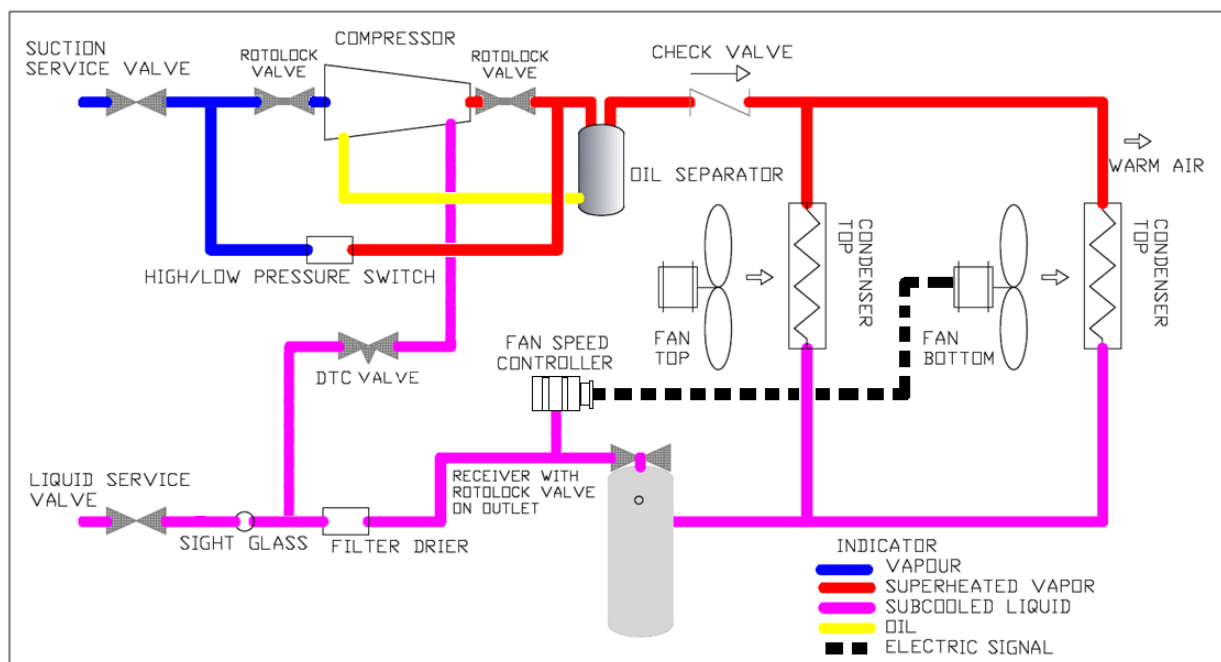 SUCTION
SERVICE VALVE
ROTOLOCK
VALVE
COMPRESSOR
ROTOLOCK
VALVE
CHECK VALVE
WARM AIR
OIL SEPARATOR
CONDENSER
TOP
CONDENSER
TOP
HIGH/LOW PRESSURE SWITCH
FAN
TOP
FAN
BOTTOM
FAN SPEED
CONTROLLER
DTC VALVE
LIQUID SERVICE
VALVE
RECEIVER WITH
ROTOLOCK VALVE
ON OUTLET
SIGHT GLASS
FILTER DRIER
INDICATOR
VAPOUR
SUPERHEATED VAPOR
SUBCOOLED LIQUID
OIL
ELECTRIC SIGNAL